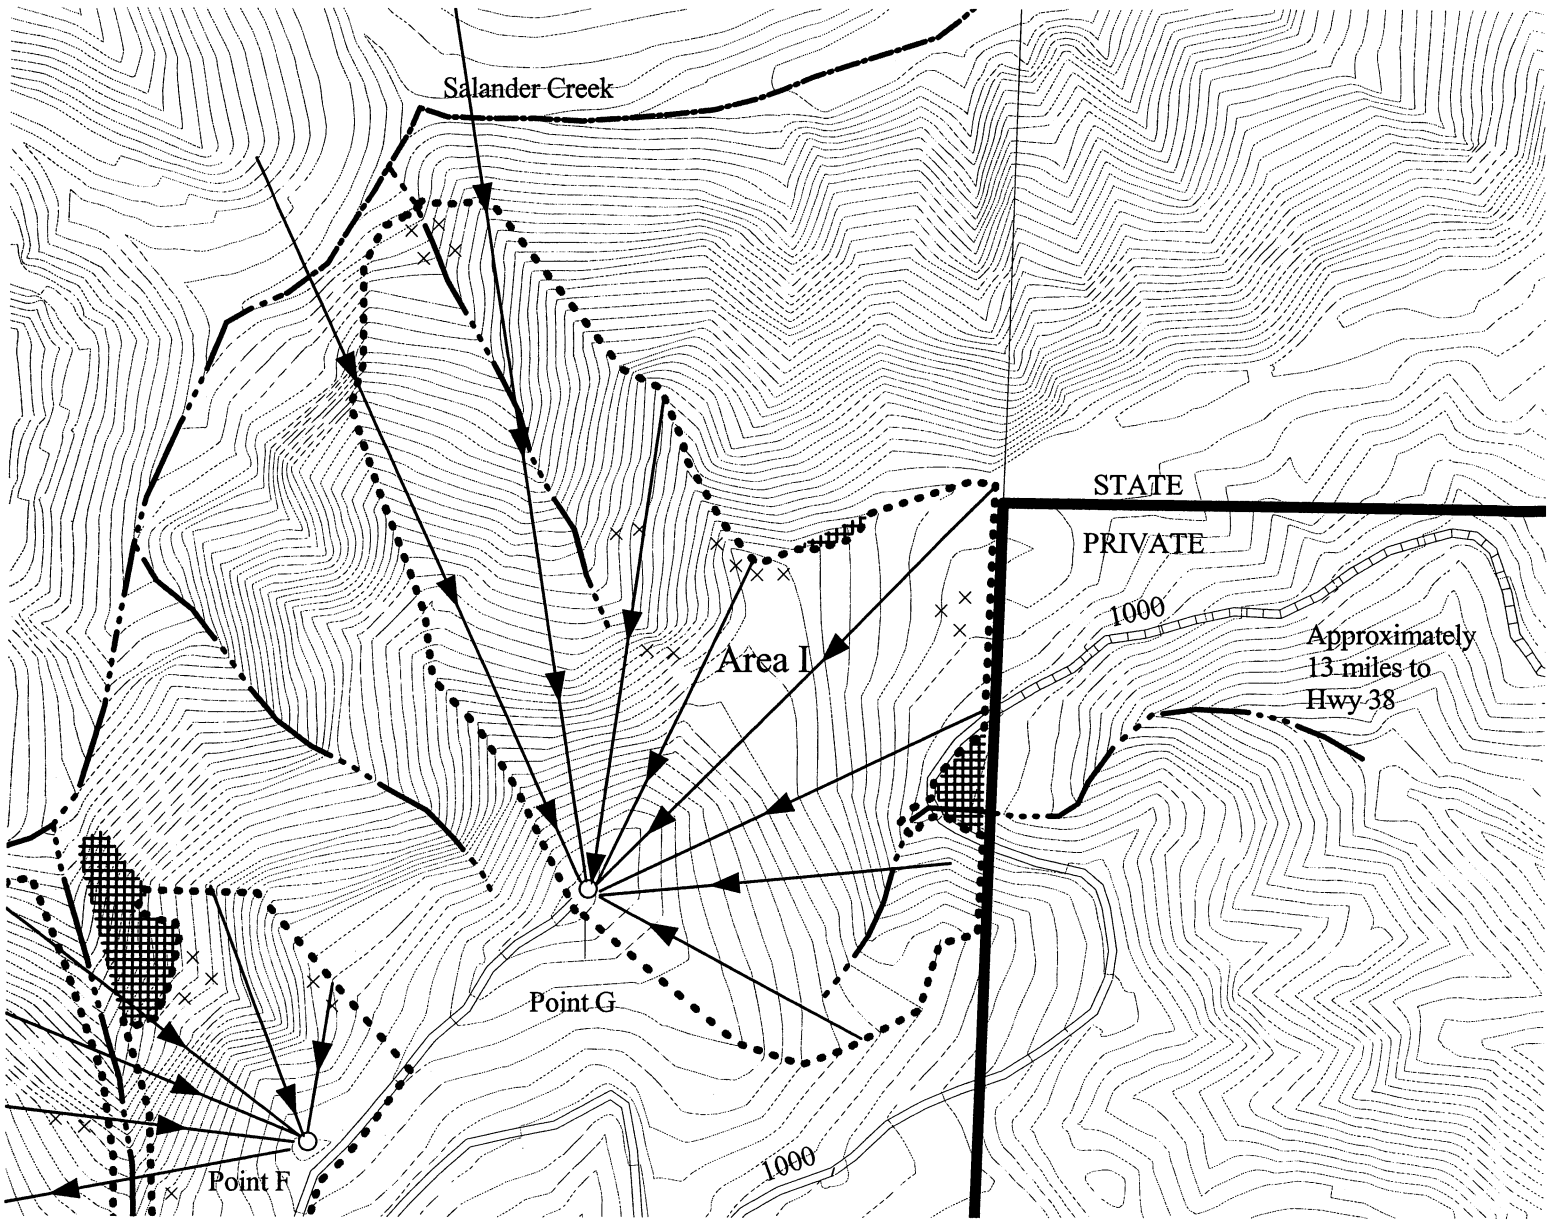 Salander Creek
STATE
PRIVATE
1000
Approximately
13 miles to
Hwy 38
Area I
Point G
1000
Point F